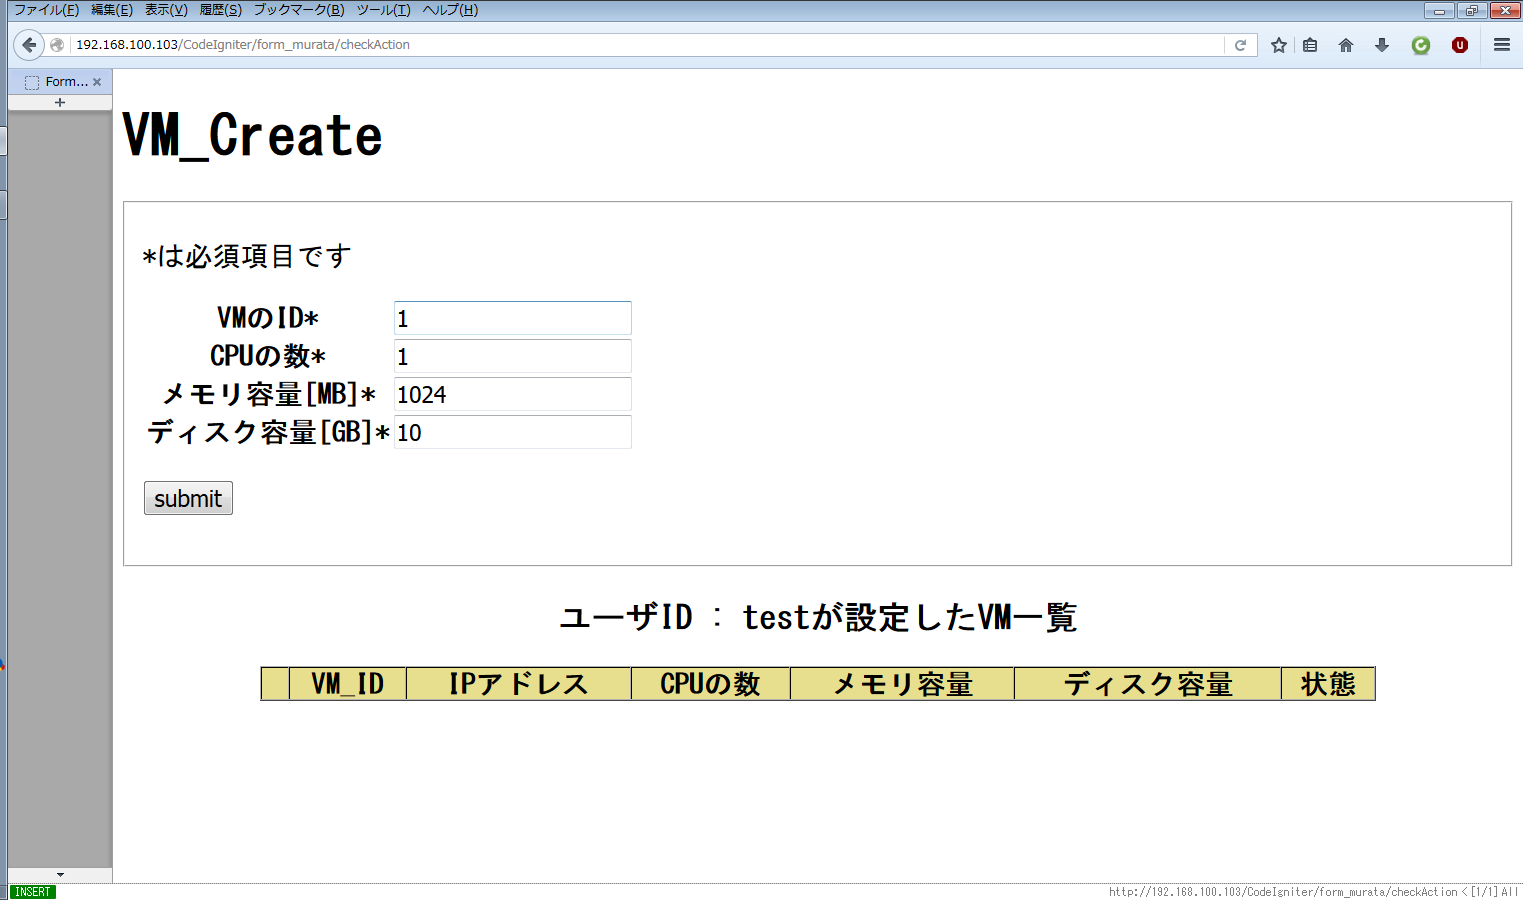 ファイル(F) 編集(E) 表示(V) 履歴(S) ブックマーク(B) ツール(T) ヘルプ(H)
192.168.100.103/CodeIgniter/form_murata/checkAction
Form...
VM_Create
*は必須項目です
VMのID* 1
CPUの数* 1
メモリ容量[MB]* 1024
ディスク容量[GB]* 10
submit
ユーザID : testが設定したVM一覧
VM_ID IPアドレス CPUの数 メモリ容量 ディスク容量 状態
INSERT http://192.168.100.103/CodeIgniter/form_murata/checkAction < [1/1] All